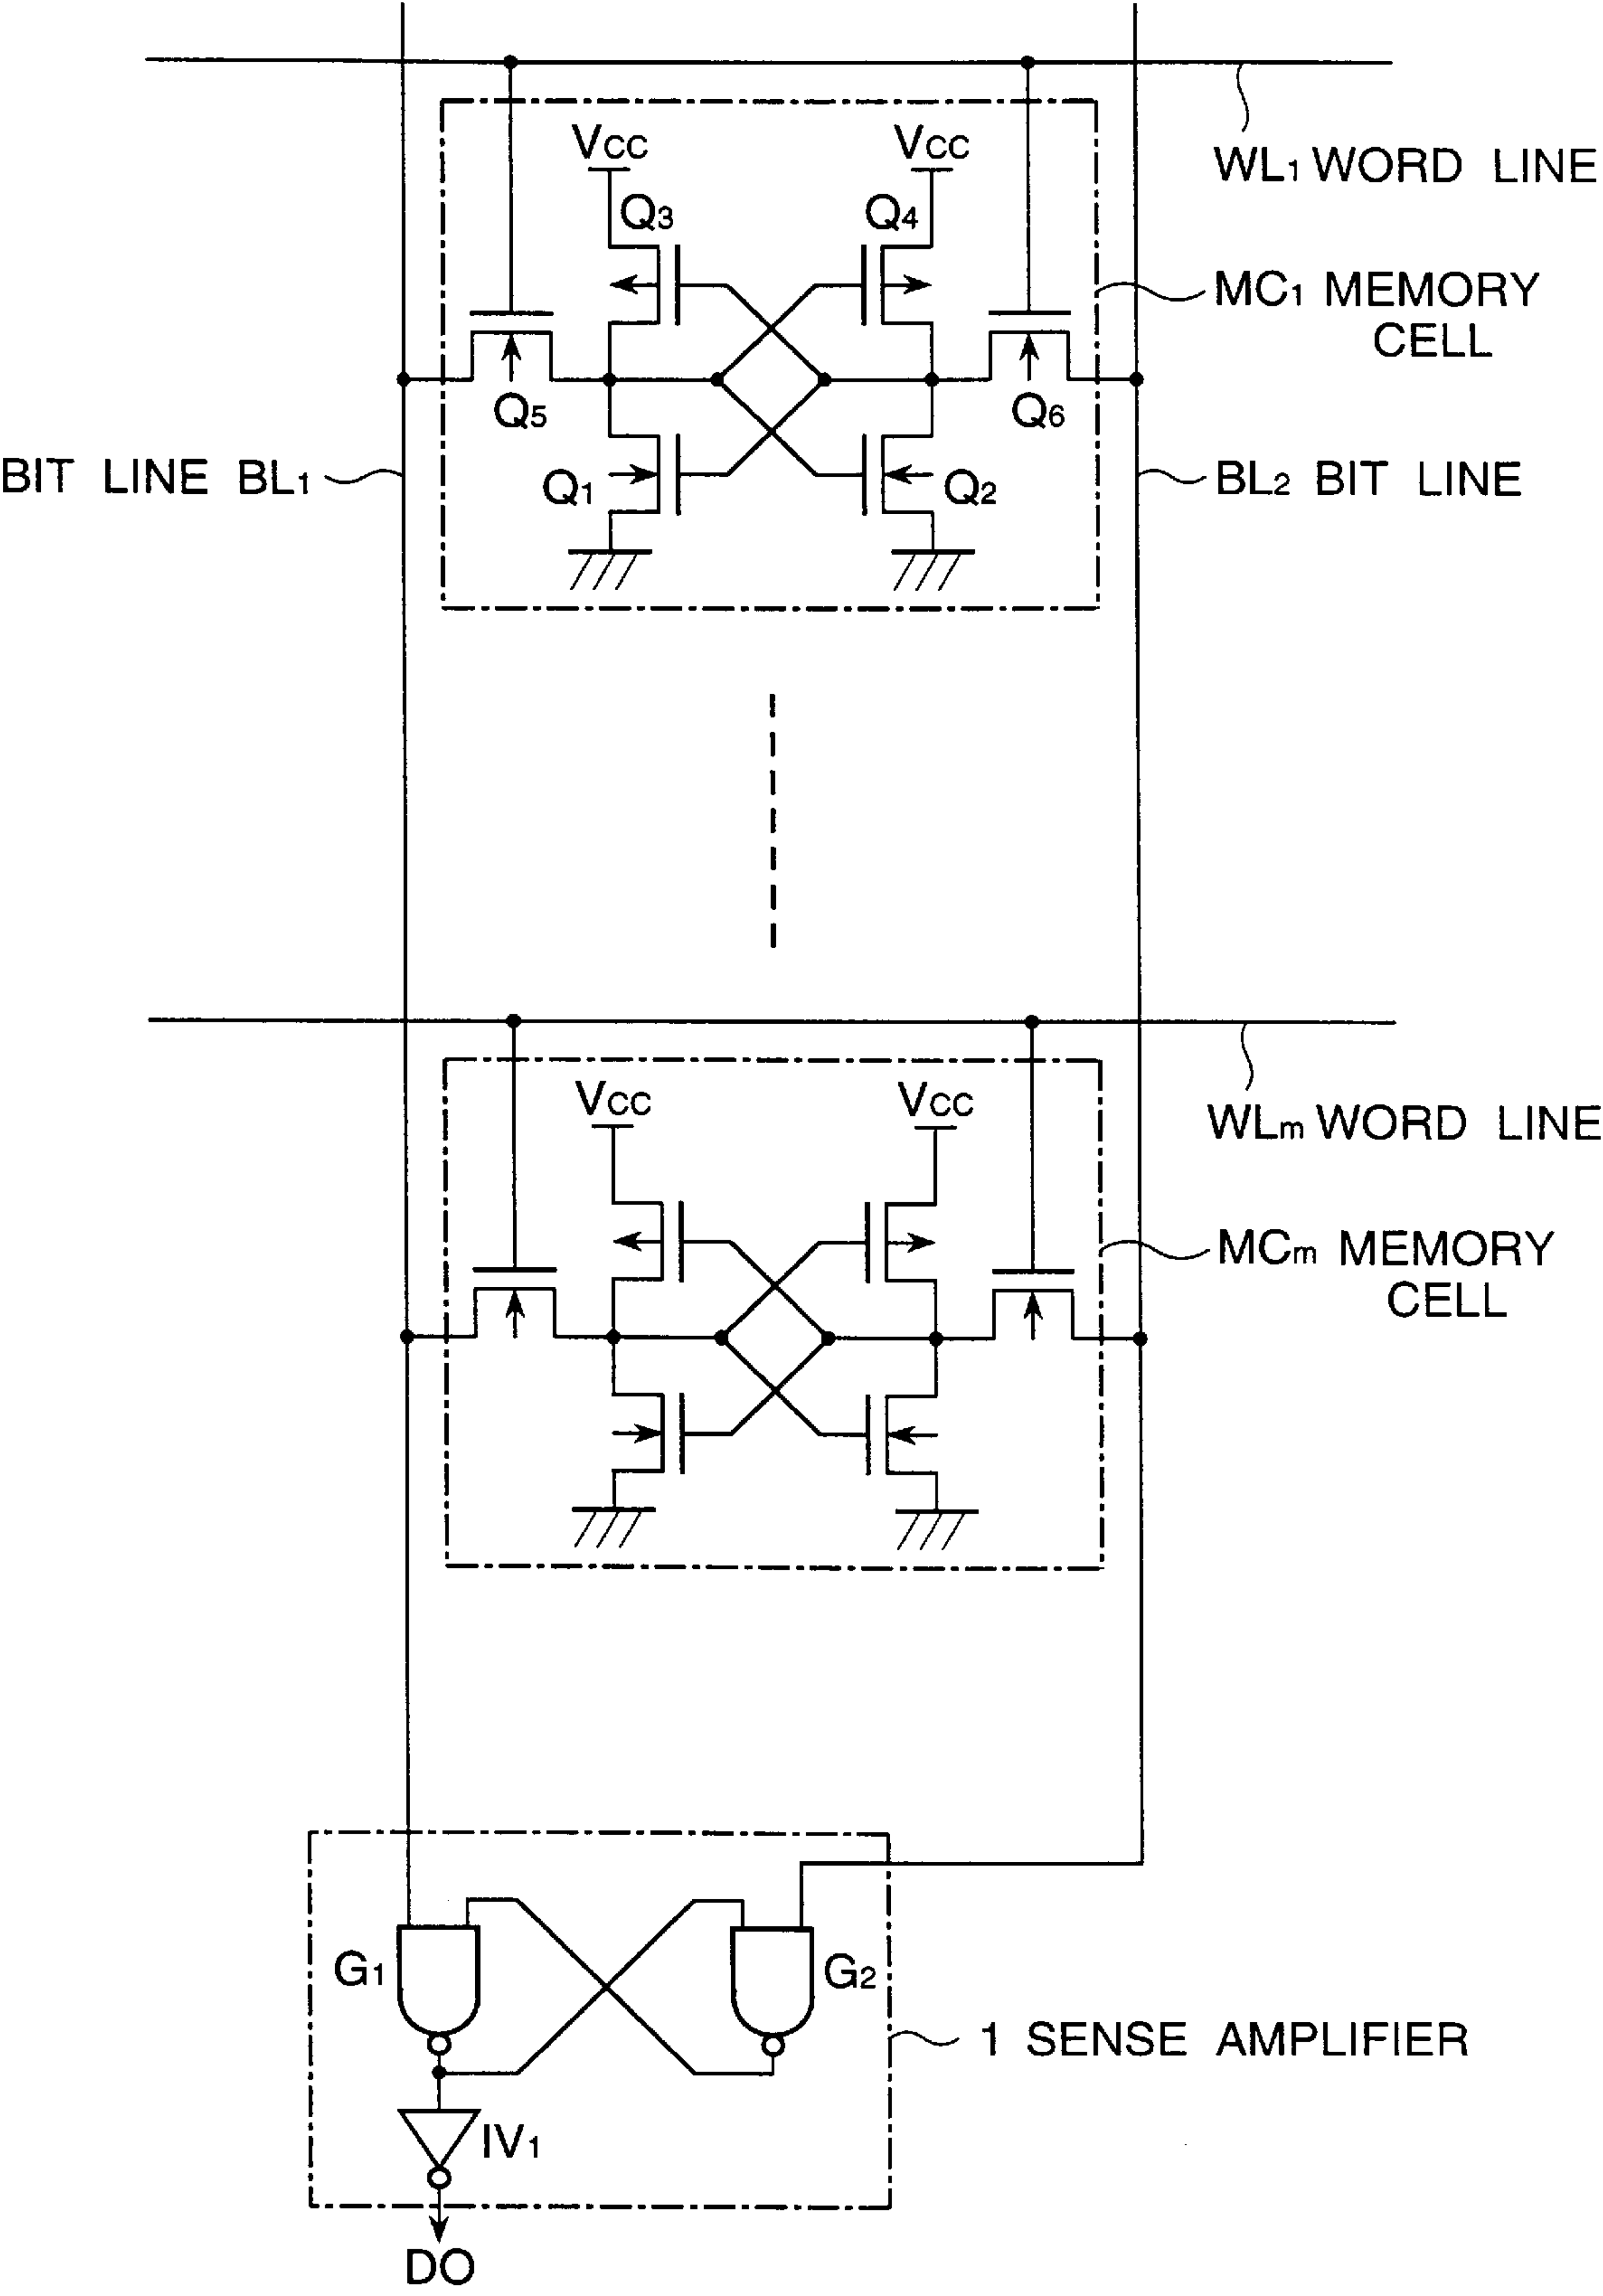 WL1 WORD LINE
VCC VCC
Q3 Q4
MC1 MEMORY
CELL
Q5 Q6
BIT LINE BL1
Q1 Q2
BL2 BIT LINE
WLm WORD LINE
VCC VCC
MCm MEMORY
CELL
G1 G2
1 SENSE AMPLIFIER
IV1
DO